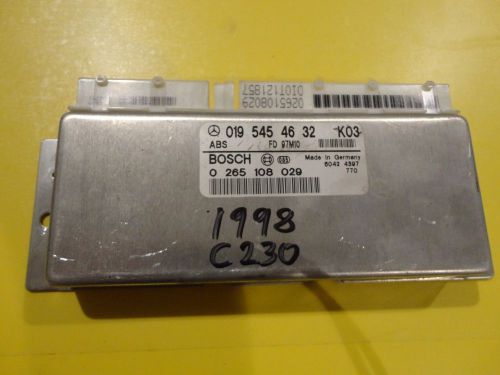 0265108029
DIOT121857
019 545 46 32 K03
ABS FD 97M10
BOSCH Made in Germany
6042 4397
0 265 108 029 770
1998
C230